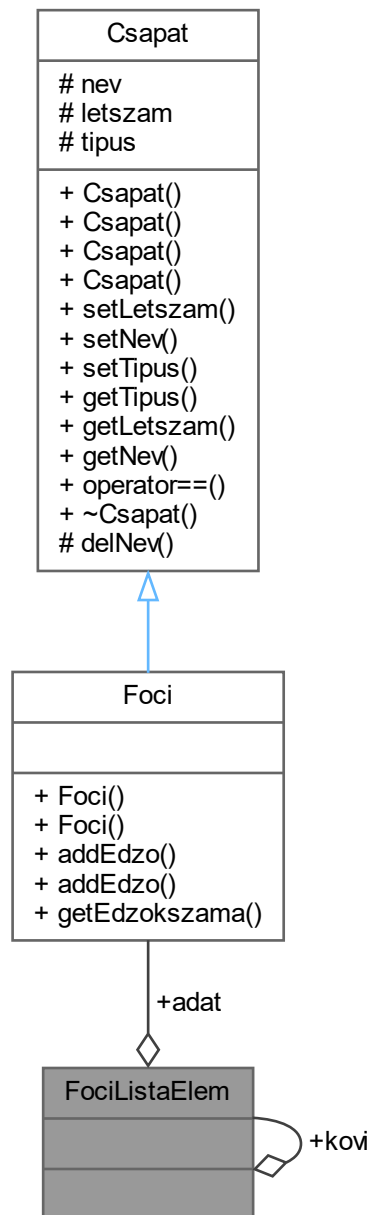 Csapat
# nev
# letszam
# tipus
+ Csapat()
+ Csapat()
+ Csapat()
+ Csapat()
+ setLetszam()
+ setNev()
+ setTipus()
+ getTipus()
+ getLetszam()
+ getNev()
+ operator==()
+ ~Csapat()
# delNev()
Foci
+ Foci()
+ Foci()
+ addEdzo()
+ addEdzo()
+ getEdzokszama()
+adat
FociListaElem
+kovi